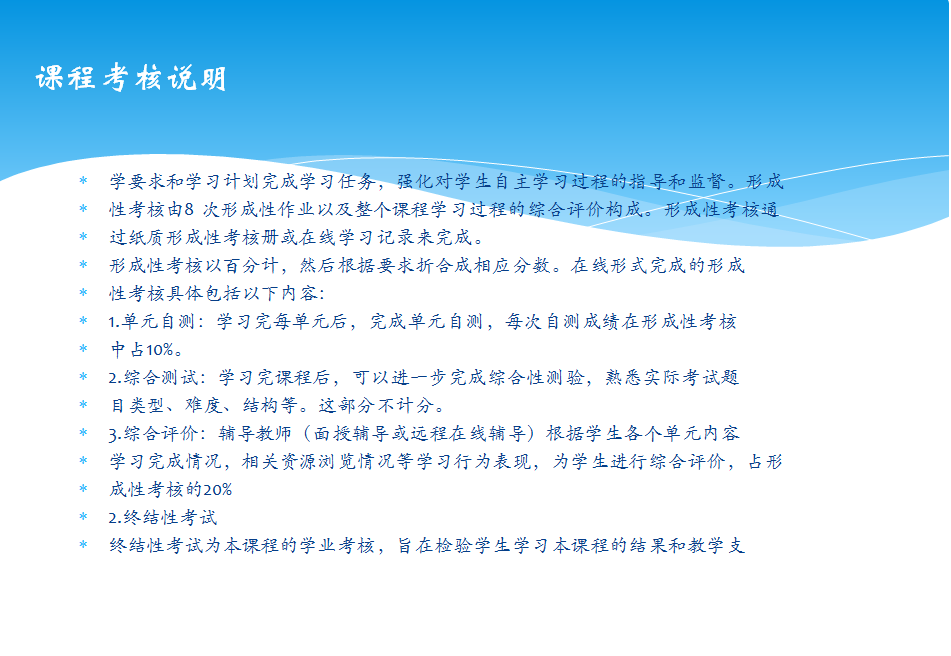 课程考核说明
* 学要求和学习计划完成学习任务，强化对学生自主学习过程的指导和监督。形成
* 性考核由8 次形成性作业以及整个课程学习过程的综合评价构成。形成性考核通
* 过纸质形成性考核册或在线学习记录来完成。
* 形成性考核以百分计，然后根据要求折合成相应分数。在线形式完成的形成
* 性考核具体包括以下内容：
* 1.单元自测：学习完每单元后，完成单元自测，每次自测成绩在形成性考核
* 中占10%。
* 2.综合测试：学习完课程后，可以进一步完成综合性测验，熟悉实际考试题
* 目类型、难度、结构等。这部分不计分。
* 3.综合评价：辅导教师（面授辅导或远程在线辅导）根据学生各个单元内容
* 学习完成情况，相关资源浏览情况等学习行为表现，为学生进行综合评价，占形
* 成性考核的20%
* 2.终结性考试
* 终结性考试为本课程的学业考核，旨在检验学生学习本课程的结果和教学支